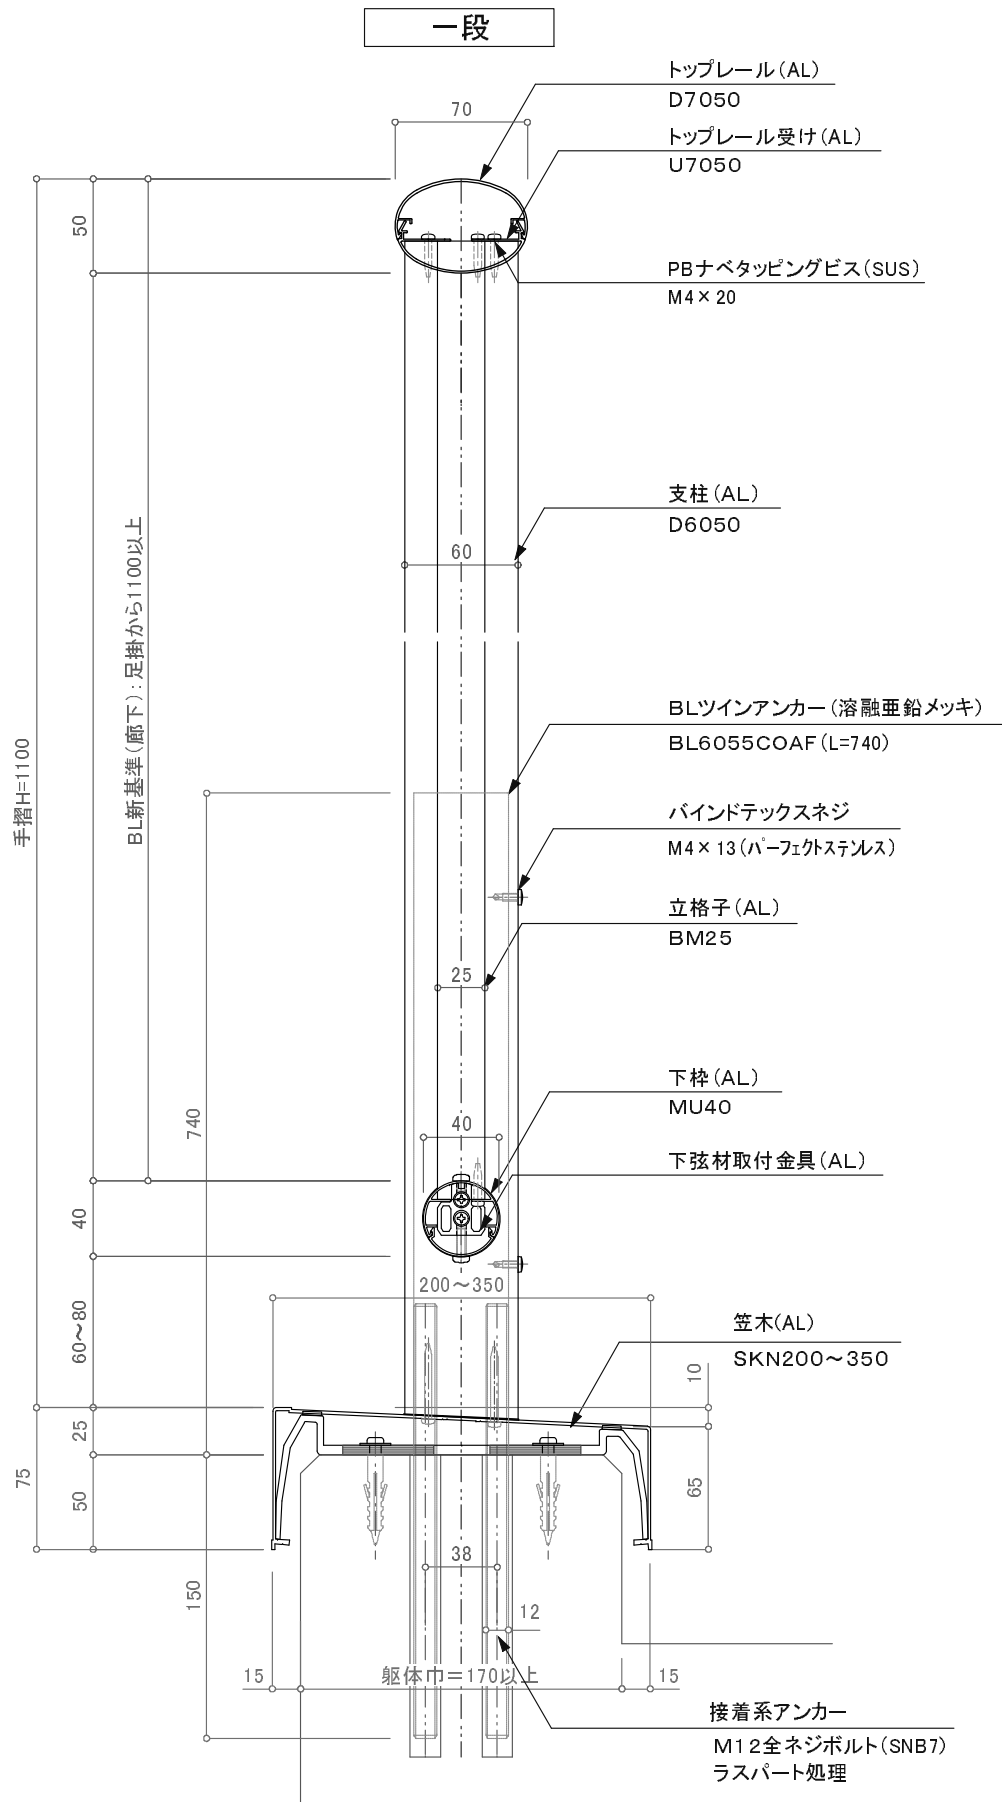 一段
トップレール(AL)
D7050
70
トップレール受け(AL)
U7050
50
PBナベタッピングビス(SUS)
M4×20
支柱(AL)
D6050
60
手摺H=1100
BL新基準(廊下):足掛から1100以上
BLツインアンカー(溶融亜鉛メッキ)
BL6055COAF(L=740)
バインドテックスネジ
M4×13(パーフェクトステンレス)
立格子(AL)
BM25
25
下枠(AL)
MU40
740
40
下弦材取付金具(AL)
40
200～350
60～80
笠木(AL)
SKN200～350
10
25
75
50
65
38
150
12
15
躯体巾=170以上
15
接着系アンカー
M12全ネジボルト(SNB7)
ラスパート処理